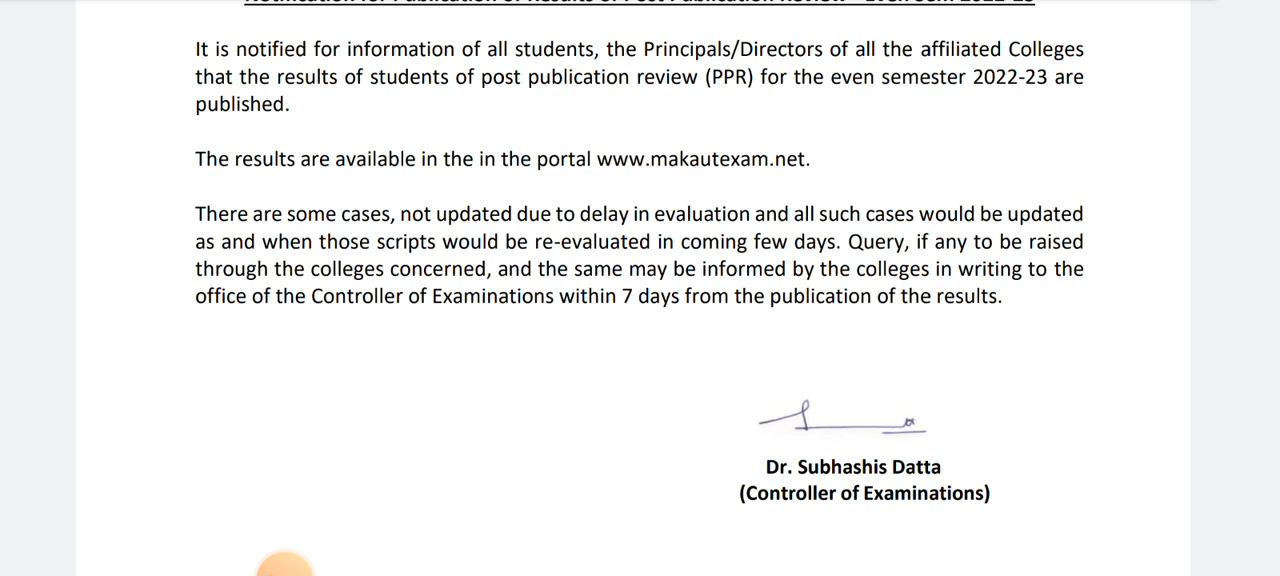 It is notified for information of all students, the Principals/Directors of all the affiliated Colleges
that the results of students of post publication review (PPR) for the even semester 2022-23 are
published.
The results are available in the in the portal www.makautexam.net.
There are some cases, not updated due to delay in evaluation and all such cases would be updated
as and when those scripts would be re-evaluated in coming few days. Query, if any to be raised
through the colleges concerned, and the same may be informed by the colleges in writing to the
office of the Controller of Examinations within 7 days from the publication of the results.
Dr. Subhashis Datta
(Controller of Examinations)